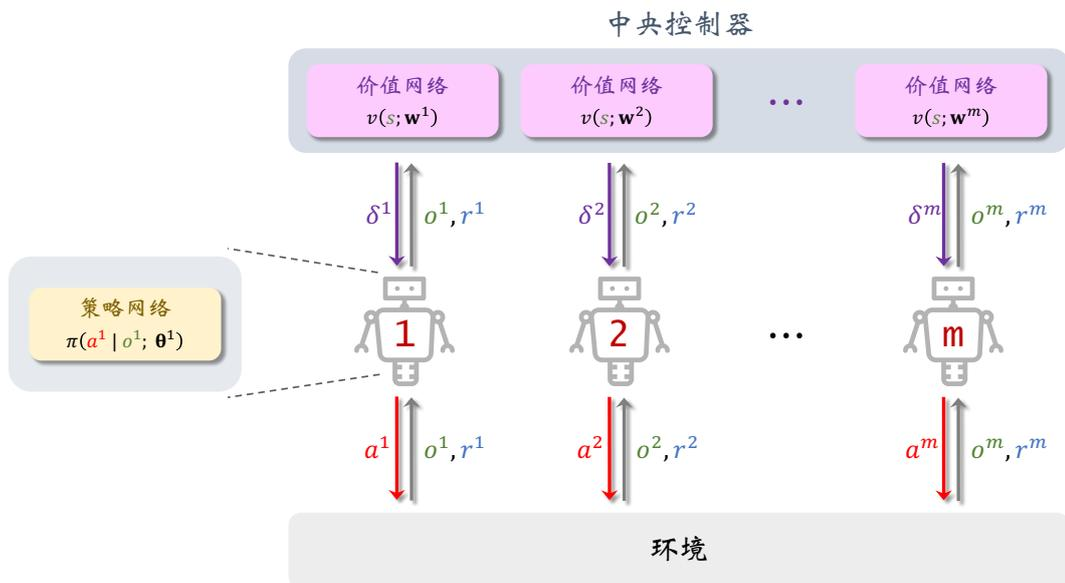 中央控制器
价值网络 价值网络 … 价值网络
v(s; w¹) v(s; w²) v(s; wᵐ)
δ¹ o¹, r¹ δ² o², r² δᵐ oᵐ, rᵐ
策略网络
π(a¹ | o¹; θ¹)
1 2 … m
a¹ o¹, r¹ a² o², r² aᵐ oᵐ, rᵐ
环境